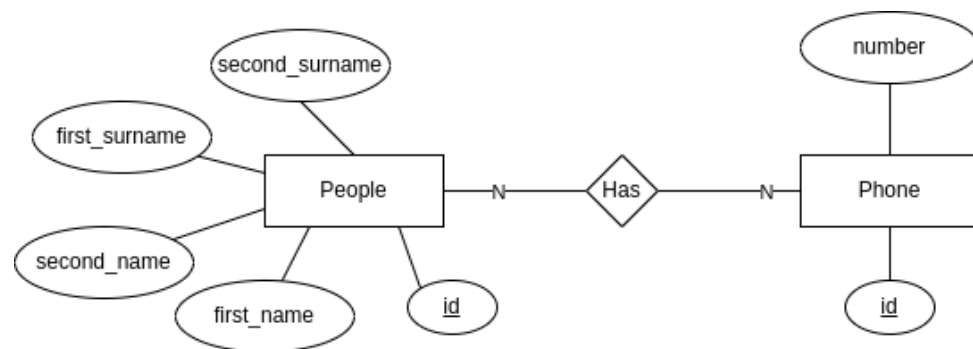 number
second_surname
first_surname
People
N
Has
N
Phone
second_name
first_name
id
id